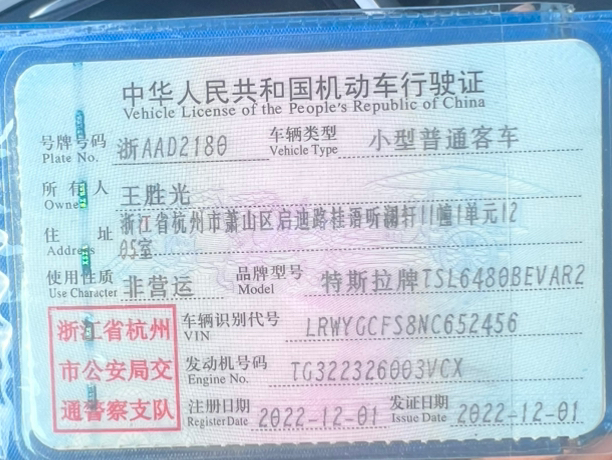 中华人民共和国机动车行驶证
Vehicle License of the People's Republic of China
号牌号码 浙AAD2180 车辆类型 小型普通客车
Plate No. Vehicle Type
所有人 王胜光
Owner
住址 浙江省杭州市萧山区启迪路桂语听澜轩11幢1单元12
Address 05室
使用性质 非营运 品牌型号 特斯拉牌TSL6480BEVAR2
Use Character Model
浙江省杭州
市公安局交
通警察支队
车辆识别代号 LRWYGCFS8NC652456
VIN
发动机号码 TG322326003VCX
Engine No.
注册日期 2022-12-01 发证日期 2022-12-01
Register Date Issue Date